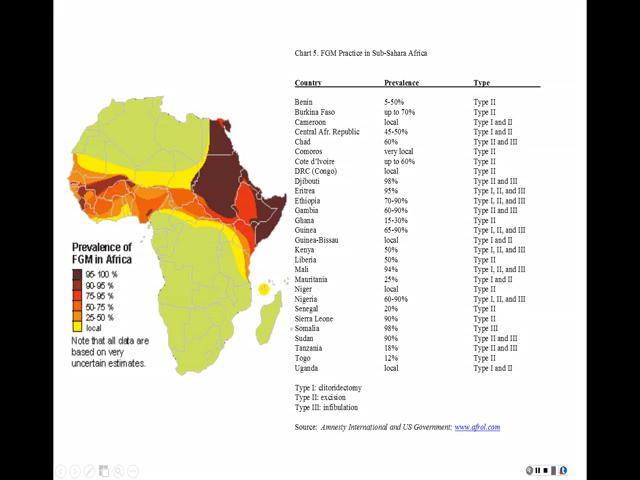 Chart 5. FGM Practice in Sub-Sahara Africa
Country Prevalence Type
Benin 5-50% Type II
Burkina Faso up to 70% Type II
Cameroon local Type I and II
Central Afr. Republic 45-50% Type I and II
Chad 60% Type II and III
Comoros very local Type II
Cote d'Ivoire up to 60% Type II
DRC (Congo) local Type II
Djibouti 98% Type II and III
Eritrea 95% Type I, II, and III
Ethiopia 70-90% Type I, II, and III
Gambia 60-90% Type II and III
Ghana 15-30% Type II
Guinea 65-90% Type I, II, and III
Guinea-Bissau local Type I and II
Kenya 50% Type I, II, and III
Liberia 50% Type II
Mali 94% Type I, II, and III
Mauritania 25% Type I and II
Niger local Type II
Nigeria 60-90% Type I, II, and III
Senegal 20% Type II
Sierra Leone 90% Type II
Somalia 98% Type III
Sudan 90% Type II and III
Tanzania 18% Type II and III
Togo 12% Type II
Uganda local Type I and II
Type I: clitoridectomy
Type II: excision
Type III: infibulation
Source: Amnesty International and US Government: www.afrol.com
Prevalence of
FGM in Africa
95-100 %
90-95 %
75-95 %
50-75 %
25-50 %
local
Note that all data are
based on very
uncertain estimates.